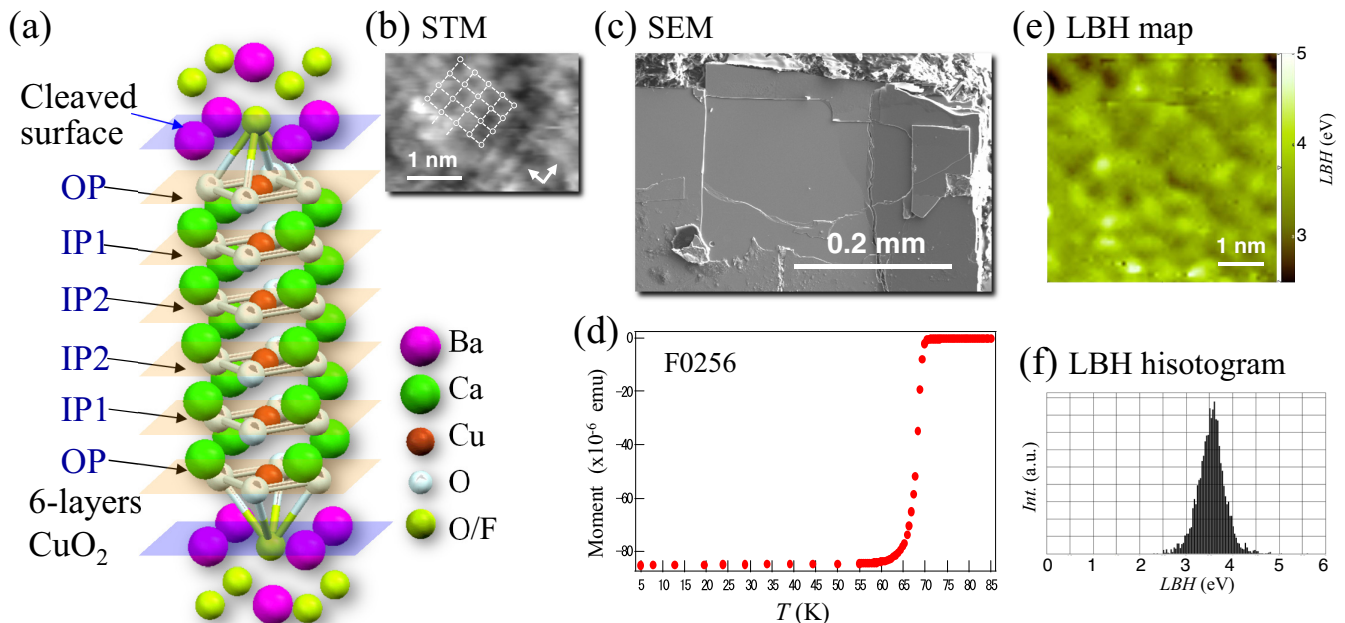 (a)
Cleaved
surface
OP
IP1
IP2
IP2
IP1
OP
6-layers
CuO2
Ba
Ca
Cu
O
O/F
(b) STM
1 nm
(c) SEM
0.2 mm
(d)
F0256
0
-20
-40
-60
-80
Moment (x10-6 emu)
5 10 15 20 25 30 35 40 45 50 55 60 65 70 75 80 85
T (K)
(e) LBH map
1 nm
5
4
3
LBH (eV)
(f) LBH hisotogram
Int. (a.u.)
0 1 2 3 4 5 6
LBH (eV)